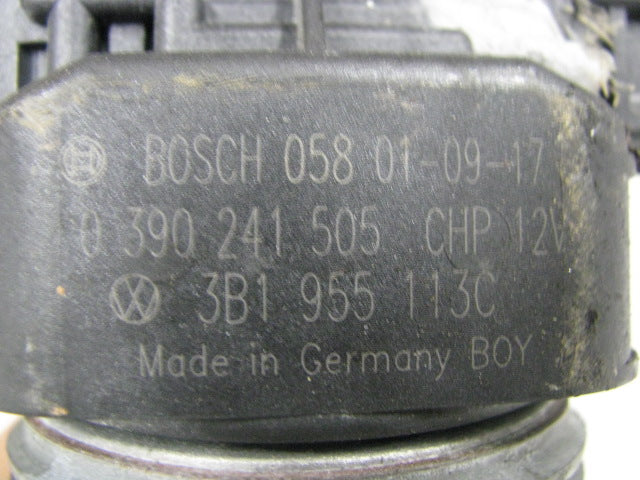 BOSCH 058 01-09-17
0 390 241 505 CHP 12V
3B1 955 113C
Made in Germany BOY